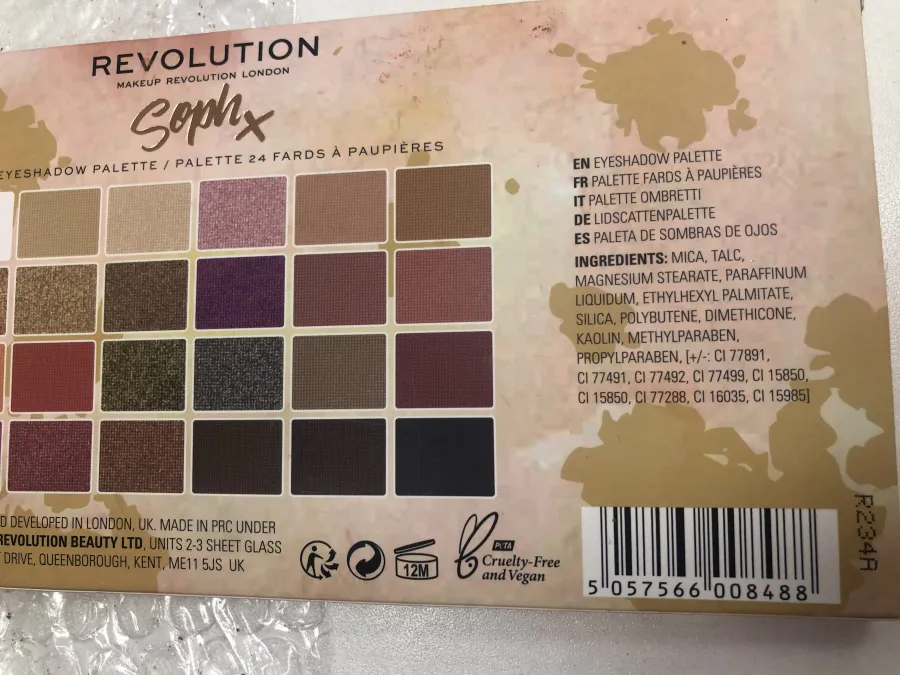 REVOLUTION
MAKEUP REVOLUTION LONDON
Soph X
EYESHADOW PALETTE / PALETTE 24 FARDS À PAUPIÈRES
EN EYESHADOW PALETTE
FR PALETTE FARDS À PAUPIÈRES
IT PALETTE OMBRETTI
DE LIDSCATTENPALETTE
ES PALETA DE SOMBRAS DE OJOS
INGREDIENTS: MICA, TALC,
MAGNESIUM STEARATE, PARAFFINUM
LIQUIDUM, ETHYLHEXYL PALMITATE,
SILICA, POLYBUTENE, DIMETHICONE,
KAOLIN, METHYLPARABEN,
PROPYLPARABEN, [+/-: CI 77891,
CI 77491, CI 77492, CI 77499, CI 15850,
CI 15850, CI 77288, CI 16035, CI 15985]
D DEVELOPED IN LONDON, UK. MADE IN PRC UNDER
REVOLUTION BEAUTY LTD, UNITS 2-3 SHEET GLASS
DRIVE, QUEENBOROUGH, KENT, ME11 5JS UK
12M
PETA
Cruelty-Free
and Vegan
5 057566 008488
R234A